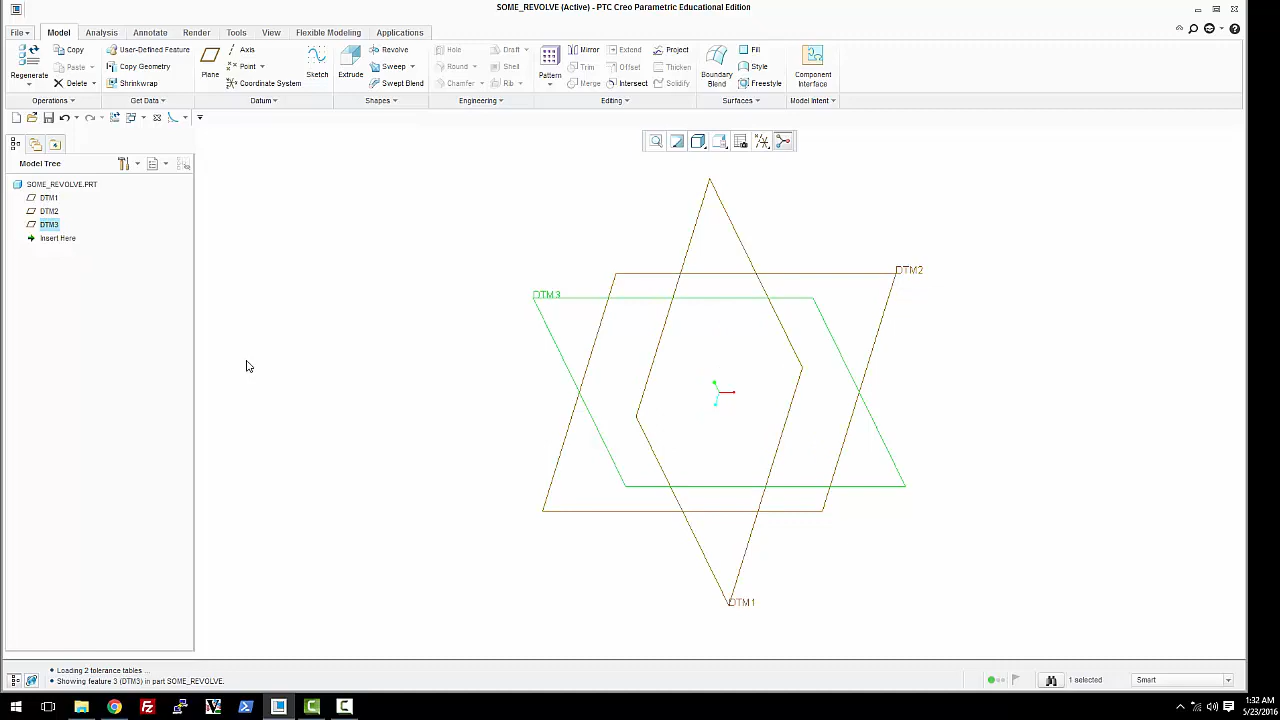 SOME_REVOLVE (Active) - PTC Creo Parametric Educational Edition
File Model Analysis Annotate Render Tools View Flexible Modeling Applications
Regenerate
Copy
Paste
Delete
Operations
User-Defined Feature
Copy Geometry
Shrinkwrap
Get Data
Plane
Axis
Point
Coordinate System
Sketch
Datum
Extrude
Revolve
Sweep
Swept Blend
Shapes
Hole
Round
Chamfer
Draft
Shell
Rib
Engineering
Pattern
Mirror
Trim
Merge
Extend
Offset
Intersect
Project
Thicken
Solidify
Editing
Boundary
Blend
Fill
Style
Freestyle
Surfaces
Component
Interface
Model Intent
Model Tree
SOME_REVOLVE.PRT
DTM1
DTM2
DTM3
Insert Here
DTM2
DTM3
DTM1
• Loading 2 tolerance tables ...
• Showing feature 3 (DTM3) in part SOME_REVOLVE.
1 selected
Smart
1:32 AM
5/23/2016